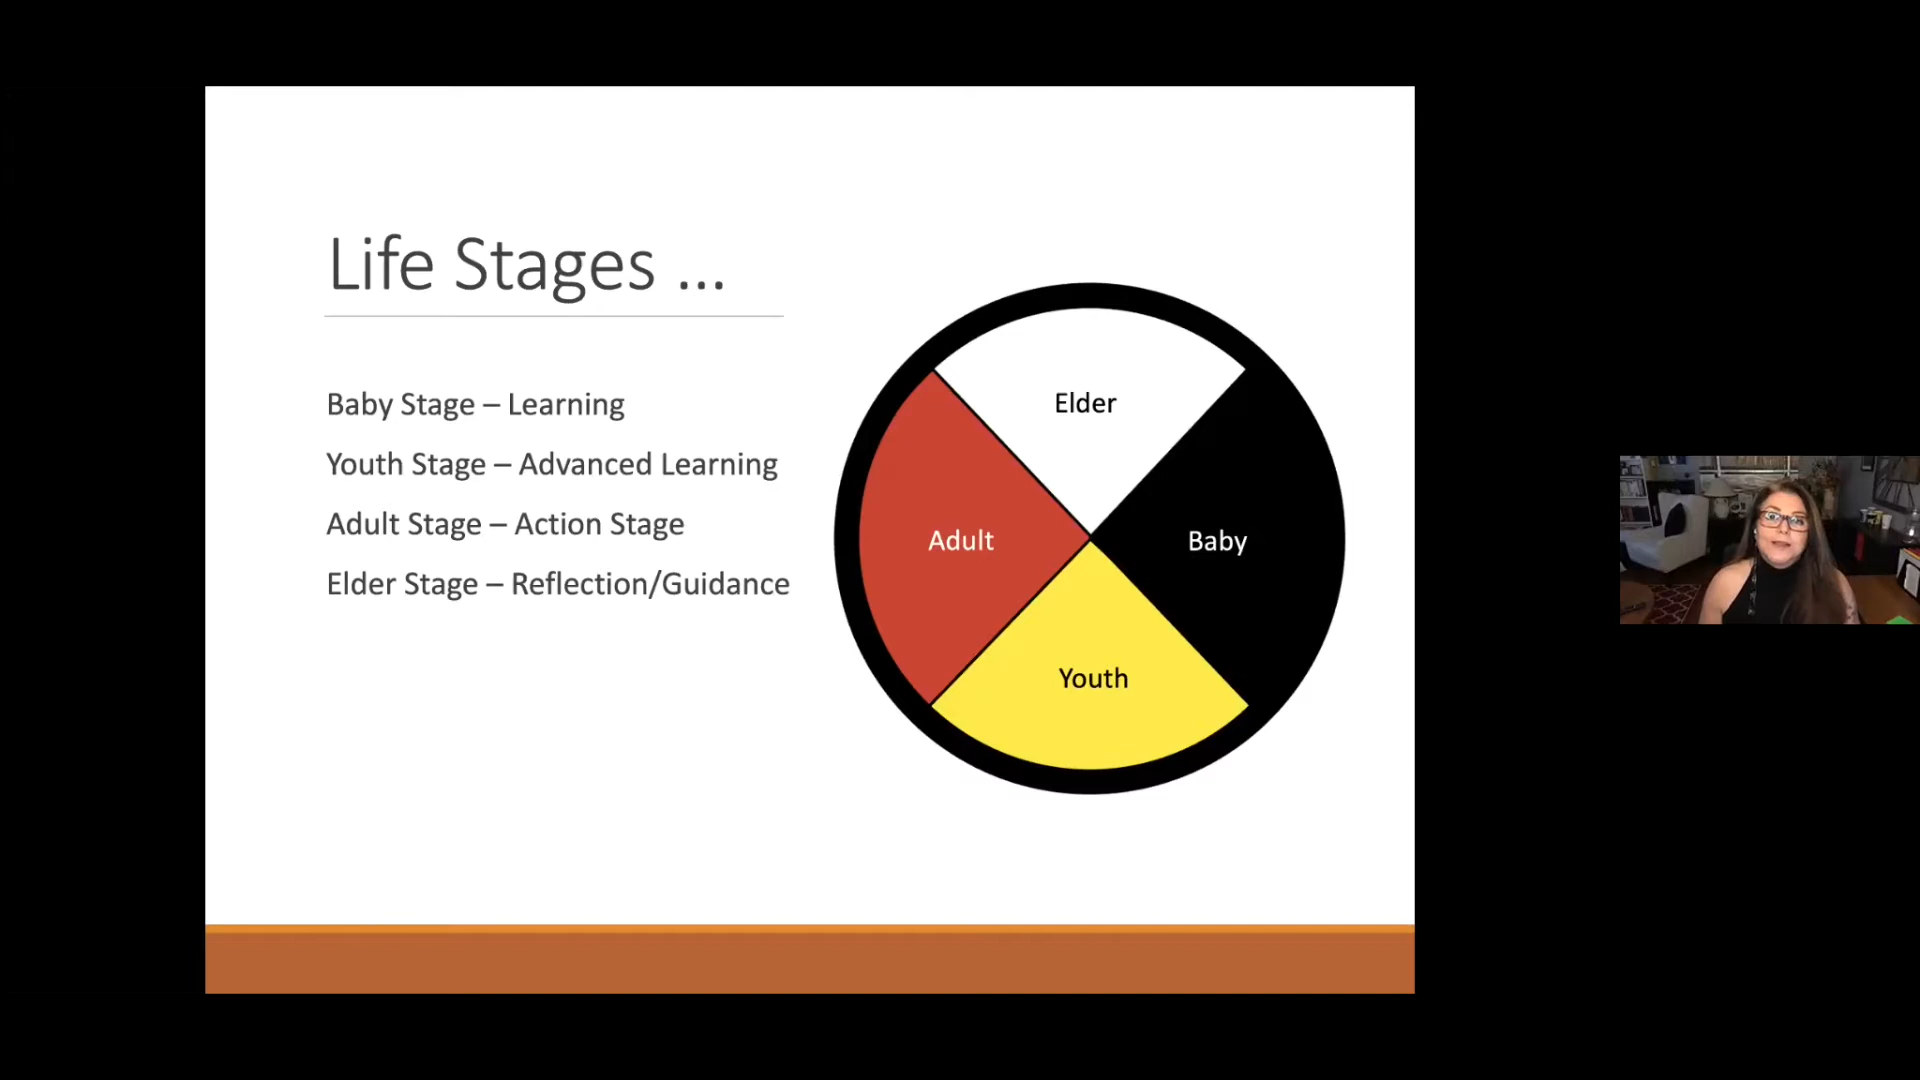 Life Stages ...
Baby Stage – Learning
Youth Stage – Advanced Learning
Adult Stage – Action Stage
Elder Stage – Reflection/Guidance
Elder
Adult
Baby
Youth